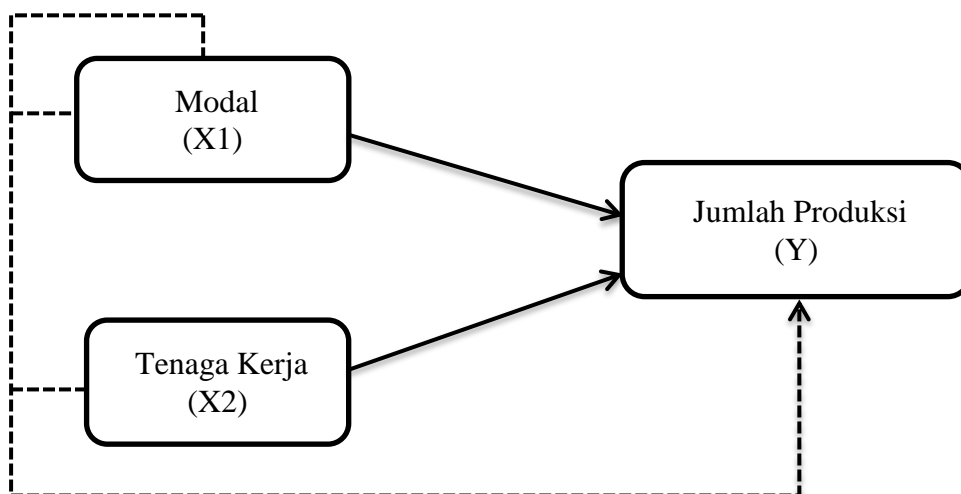 Modal
(X1)
Jumlah Produksi
(Y)
Tenaga Kerja
(X2)